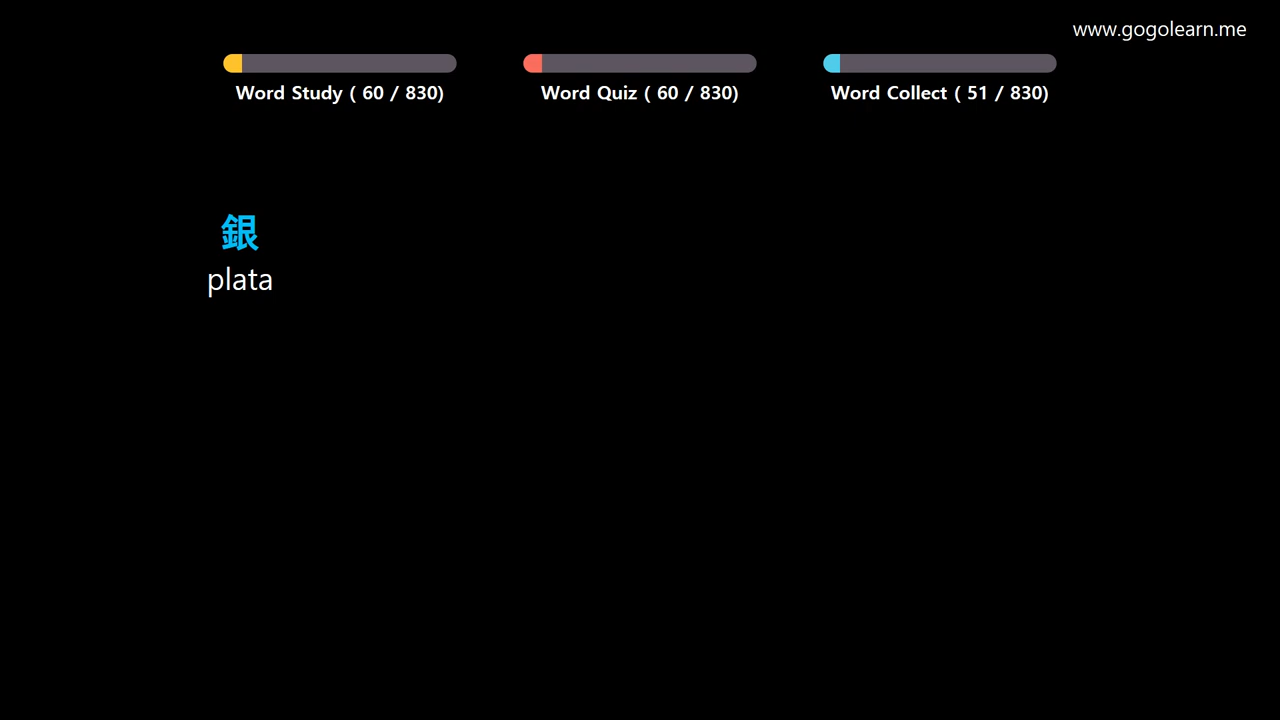 www.gogolearn.me
Word Study ( 60 / 830)
Word Quiz ( 60 / 830)
Word Collect ( 51 / 830)
銀
plata